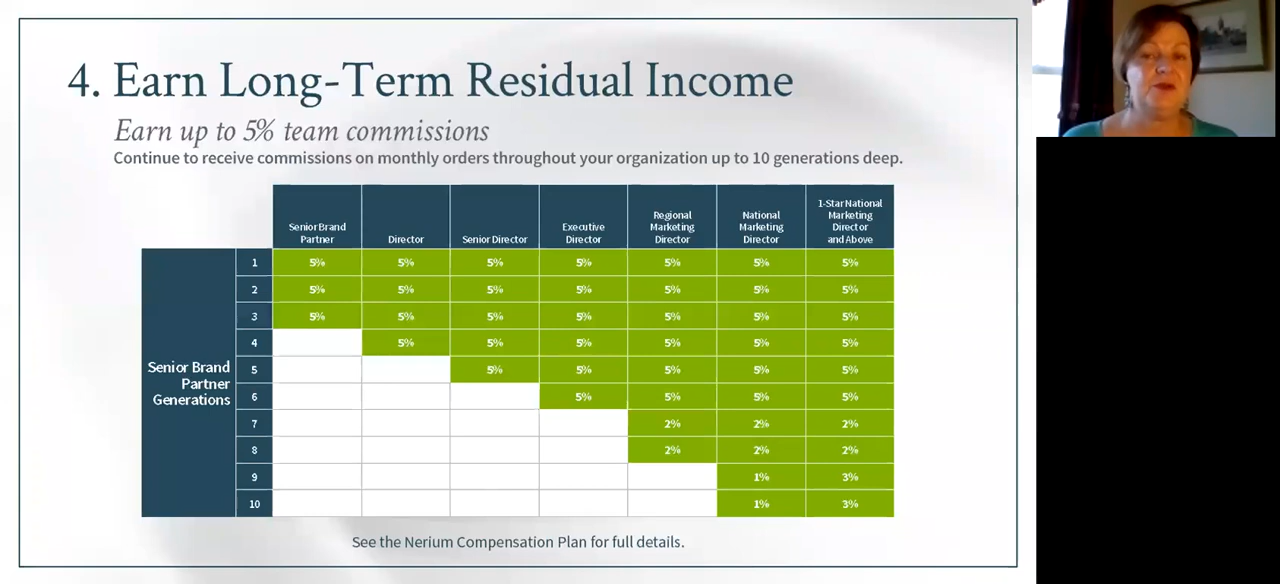 4. Earn Long-Term Residual Income
Earn up to 5% team commissions
Continue to receive commissions on monthly orders throughout your organization up to 10 generations deep.
Senior Brand Partner Director Senior Director Executive Director Regional Marketing Director National Marketing Director 1-Star National Marketing Director and Above
Senior Brand Partner Generations
1 5% 5% 5% 5% 5% 5% 5%
2 5% 5% 5% 5% 5% 5% 5%
3 5% 5% 5% 5% 5% 5% 5%
4 5% 5% 5% 5% 5% 5%
5 5% 5% 5% 5% 5%
6 5% 5% 5% 5%
7 2% 2% 2%
8 2% 2% 2%
9 1% 3%
10 1% 3%
See the Nerium Compensation Plan for full details.